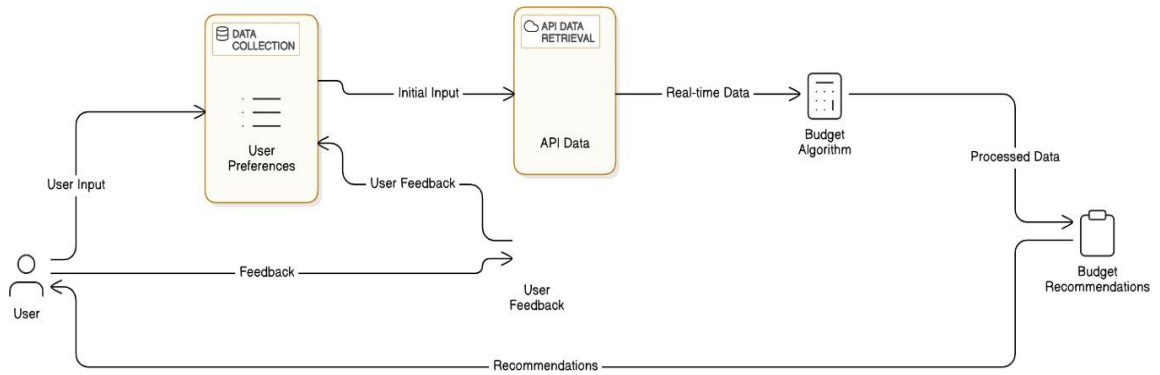 DATA
COLLECTION
API DATA
RETRIEVAL
Initial Input
Real-time Data
User
Preferences
API Data
Budget
Algorithm
Processed Data
User Input
User Feedback
Feedback
User
User
Feedback
Budget
Recommendations
Recommendations